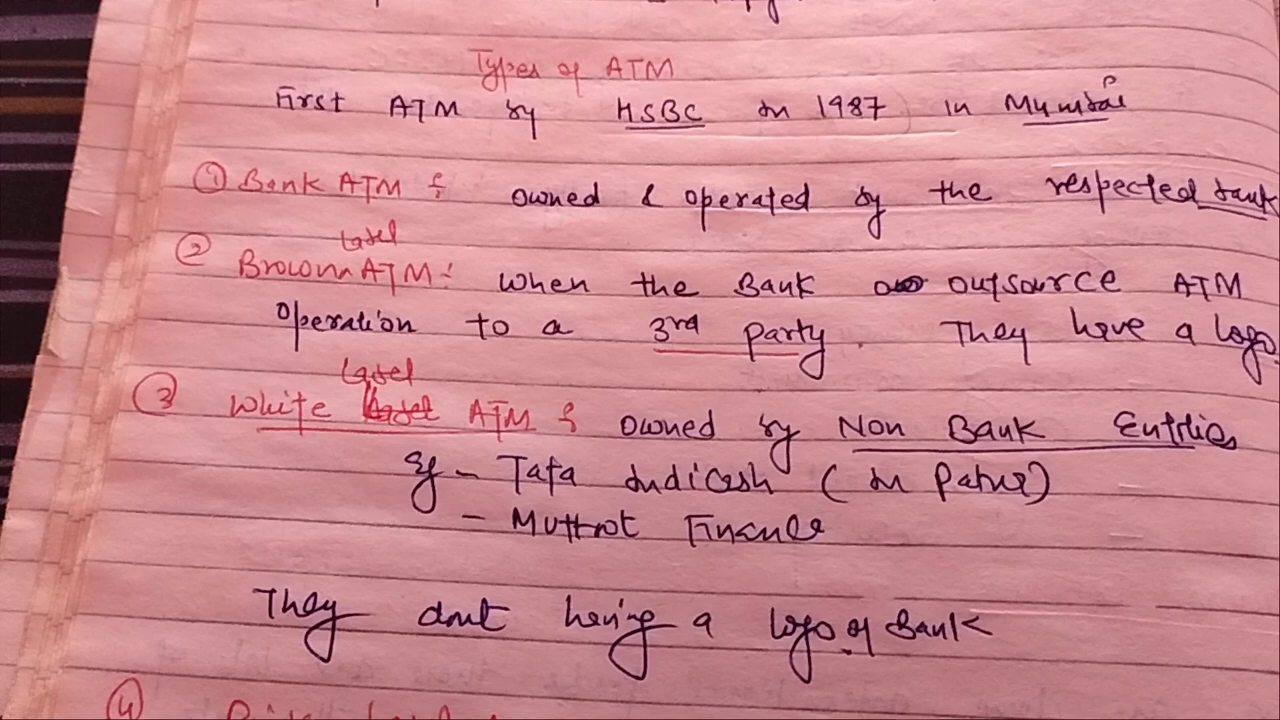 Types of ATM
First ATM by HSBC in 1987 in Mumbai
① Bank ATM : owned & operated by the respected bank
Label
② Brown ATM : When the Bank outsource ATM
operation to a 3rd party. They have a logo.
Label
③ White ATM : owned by Non Bank Entities
Eg - Tata Indicash (in Patna)
- Muthoot Finance
They dont having a logo of Bank
④